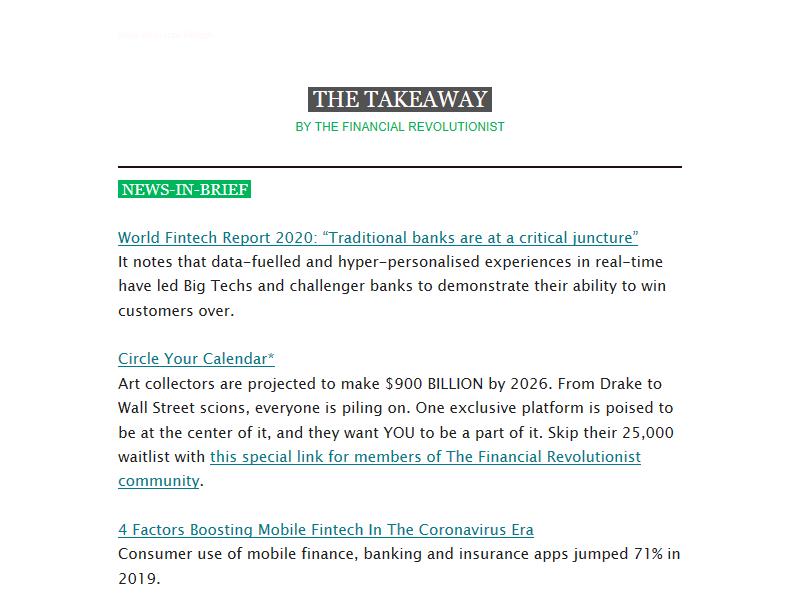 THE TAKEAWAY
BY THE FINANCIAL REVOLUTIONIST
NEWS-IN-BRIEF
World Fintech Report 2020: “Traditional banks are at a critical juncture”
It notes that data-fuelled and hyper-personalised experiences in real-time
have led Big Techs and challenger banks to demonstrate their ability to win
customers over.
Circle Your Calendar*
Art collectors are projected to make $900 BILLION by 2026. From Drake to
Wall Street scions, everyone is piling on. One exclusive platform is poised to
be at the center of it, and they want YOU to be a part of it. Skip their 25,000
waitlist with this special link for members of The Financial Revolutionist
community.
4 Factors Boosting Mobile Fintech In The Coronavirus Era
Consumer use of mobile finance, banking and insurance apps jumped 71% in
2019.